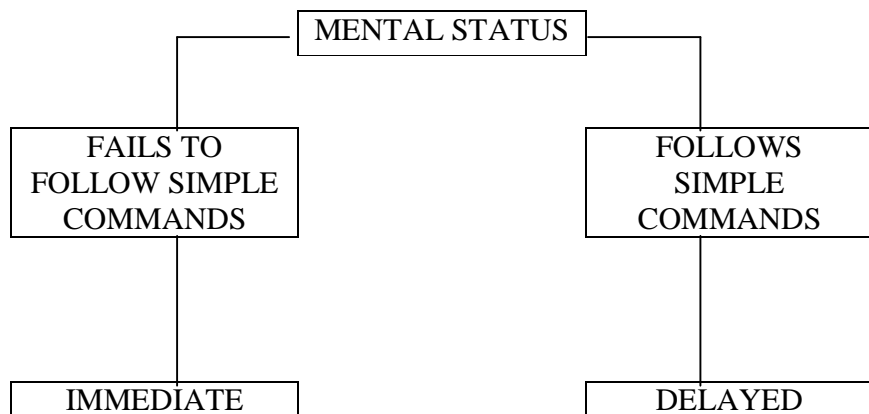 MENTAL STATUS
FAILS TO
FOLLOW SIMPLE
COMMANDS
FOLLOWS
SIMPLE
COMMANDS
IMMEDIATE
DELAYED